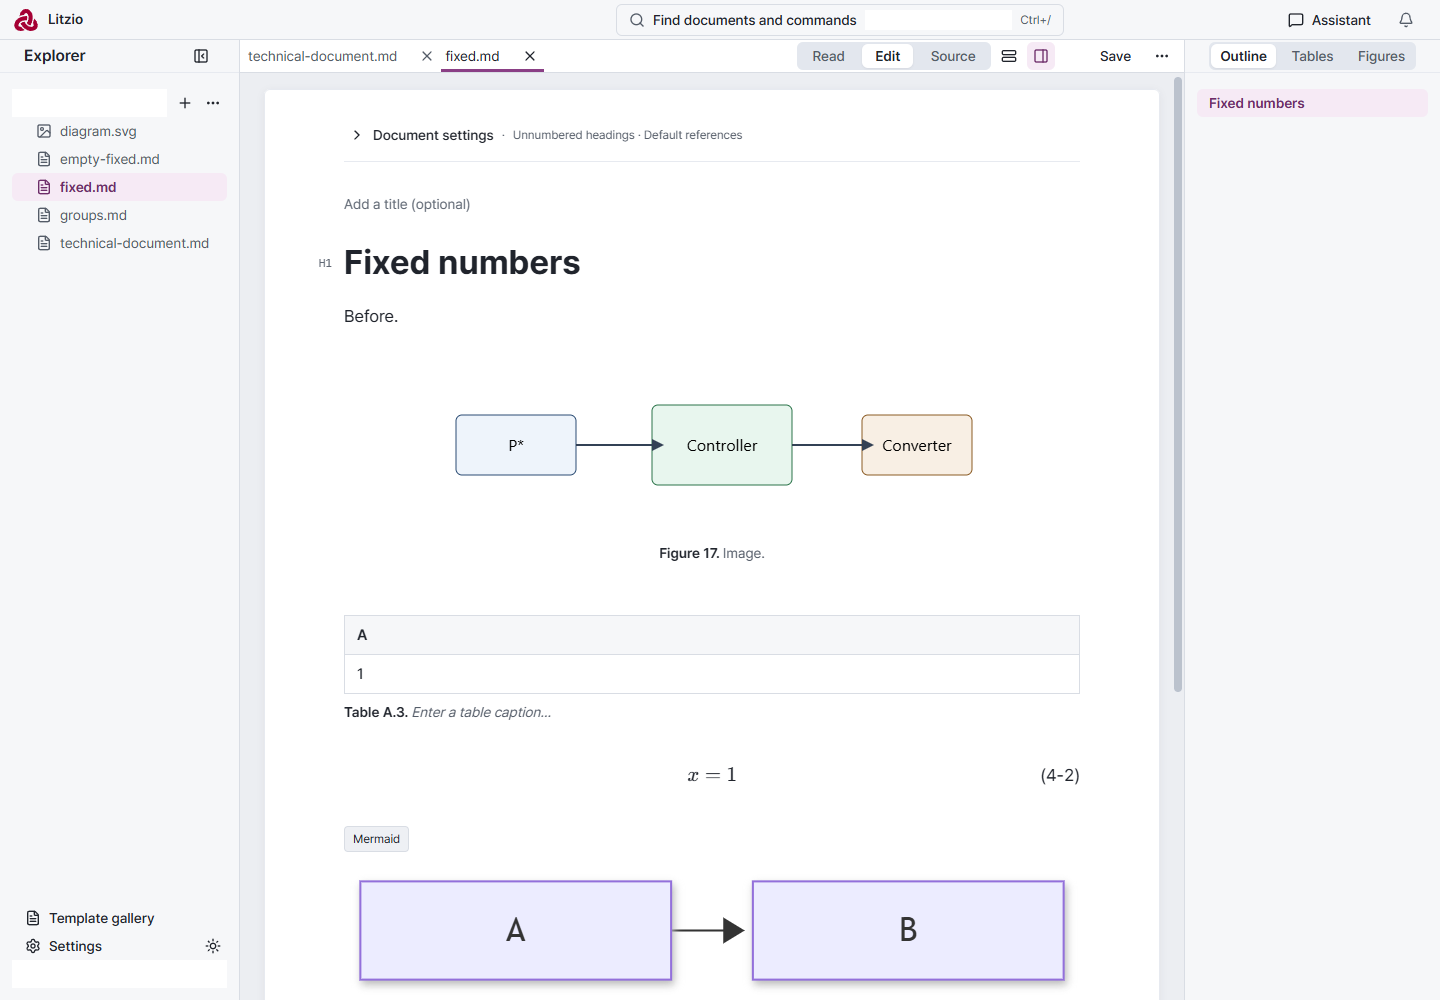 Litzio
Find documents and commands
Ctrl+/
Assistant
Explorer
technical-document.md
fixed.md
Read
Edit
Source
Save
Outline
Tables
Figures
diagram.svg
empty-fixed.md
fixed.md
groups.md
technical-document.md
Template gallery
Settings
Document settings · Unnumbered headings · Default references
Add a title (optional)
H1 Fixed numbers
Before.
P*
Controller
Converter
Figure 17. Image.
A
1
Table A.3. Enter a table caption...
x = 1 (4-2)
Mermaid
A
B
Fixed numbers